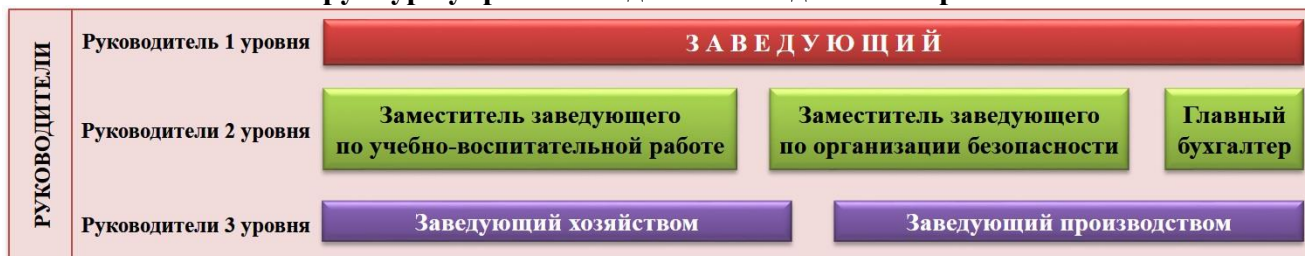 РУКОВОДИТЕЛИ
Руководитель 1 уровня
З А В Е Д У Ю Щ И Й
Руководители 2 уровня
Заместитель заведующего
по учебно-воспитательной работе
Заместитель заведующего
по организации безопасности
Главный
бухгалтер
Руководители 3 уровня
Заведующий хозяйством
Заведующий производством